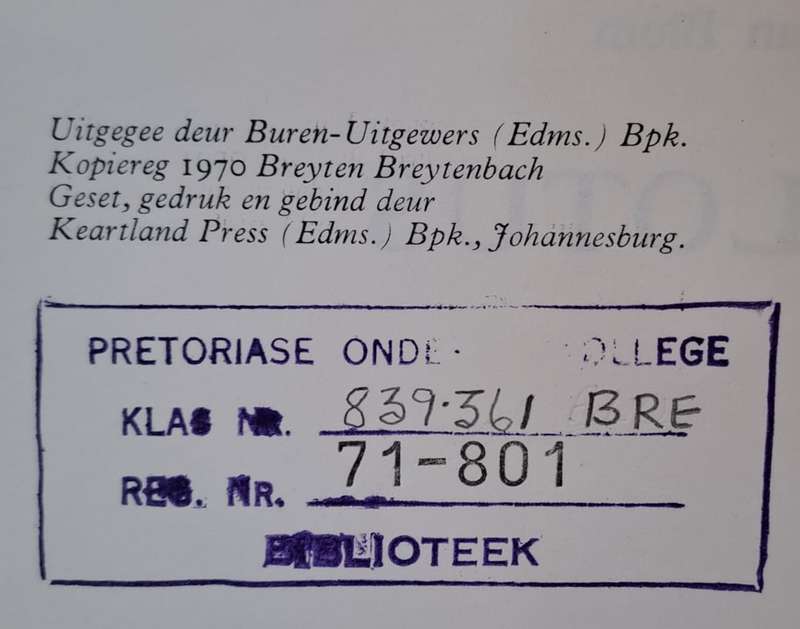 Uitgegee deur Buren-Uitgewers (Edms.) Bpk.
Kopiereg 1970 Breyten Breytenbach
Geset, gedruk en gebind deur
Keartland Press (Edms.) Bpk., Johannesburg.
PRETORIASE
KLAS NR. 839.361 BRE
REG. NR. 71-801
BIBLIOTEEK